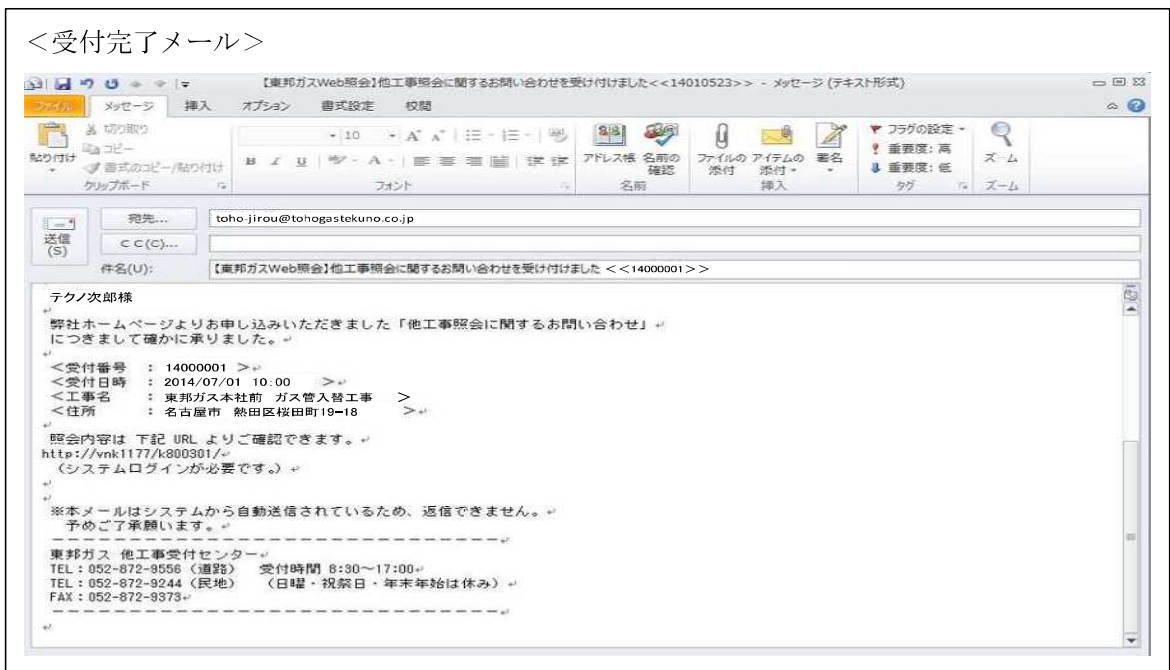 ＜受付完了メール＞
【東邦ガスWeb照会】他工事照会に関するお問い合わせを受け付けました<<14010523>> - メッセージ (テキスト形式)
ファイル メッセージ 挿入 オプション 書式設定 校閲
切り取り
コピー
書式のコピー/貼り付け
貼り付け
クリップボード
10
B I U
フォント
アドレス帳 名前の確認
名前
ファイルの添付 アイテムの添付 署名
挿入
フラグの設定
重要度: 高
重要度: 低
タグ
ズーム
ズーム
送信(S)
宛先... toho-jirou@tohogastekuno.co.jp
C C(C)...
件名(U): 【東邦ガスWeb照会】他工事照会に関するお問い合わせを受け付けました <<14000001>>
テクノ次郎様
弊社ホームページよりお申し込みいただきました「他工事照会に関するお問い合わせ」
につきまして確かに承りました。
＜受付番号 : 14000001 ＞
＜受付日時 : 2014/07/01 10:00 ＞
＜工事名 : 東邦ガス本社前 ガス管入替工事 ＞
＜住所 : 名古屋市 熱田区桜田町19-18 ＞
照会内容は 下記 URL よりご確認できます。
http://vnk1177/k800301/
（システムログインが必要です。）
※本メールはシステムから自動送信されているため、返信できません。
予めご了承願います。
－－－－－－－－－－－－－－－－－－－－－－－－－－－－－
東邦ガス 他工事受付センター
TEL：052-872-9556（道路） 受付時間 8:30～17:00
TEL：052-872-9244（民地） （日曜・祝祭日・年末年始は休み）
FAX：052-872-9373
－－－－－－－－－－－－－－－－－－－－－－－－－－－－－